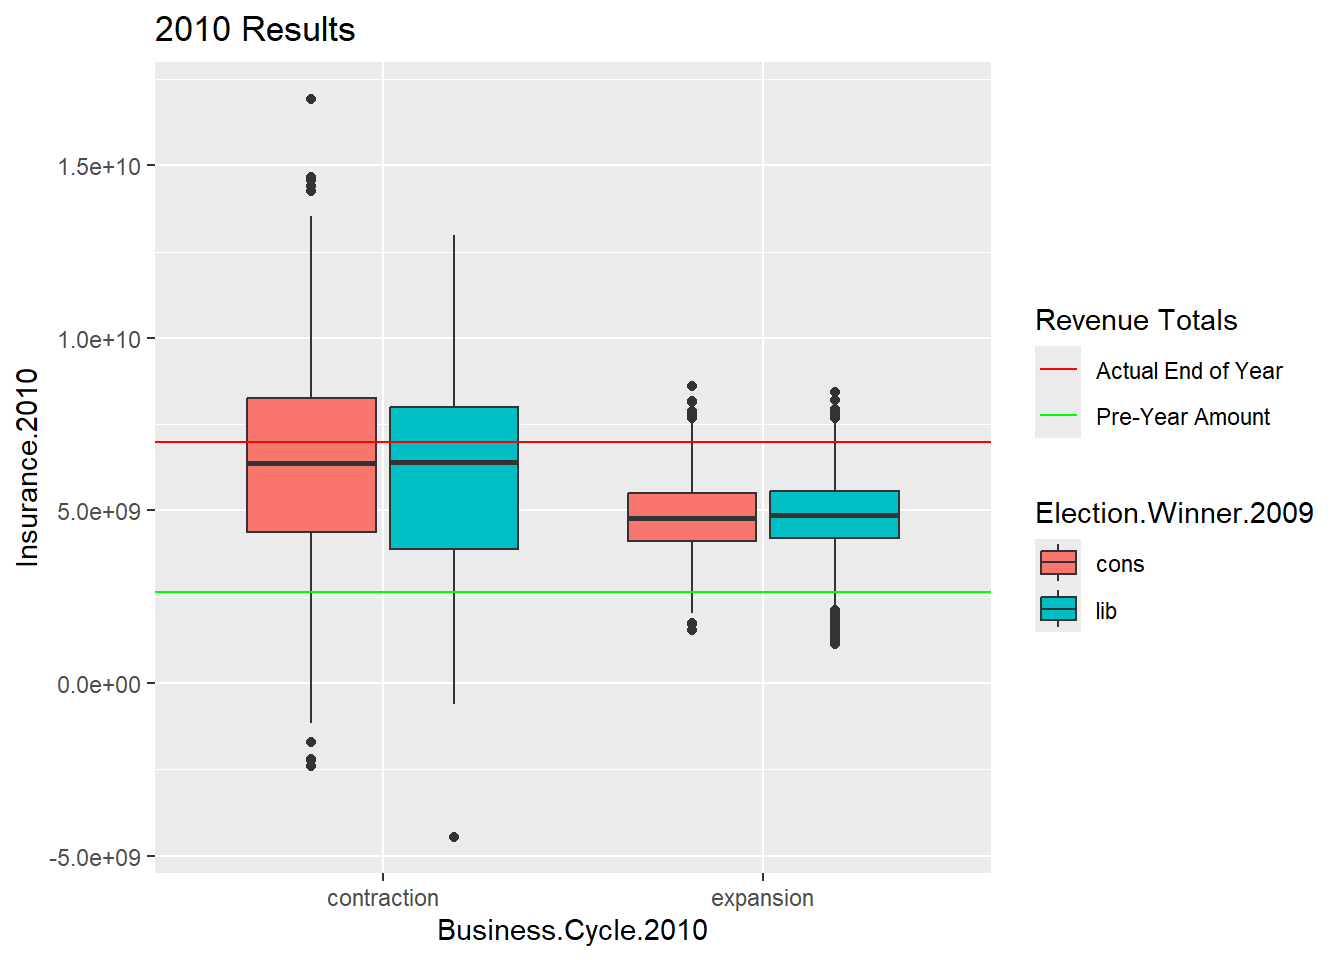 2010 Results
Insurance.2010
1.5e+10
1.0e+10
5.0e+09
0.0e+00
-5.0e+09
contraction
expansion
Business.Cycle.2010
Revenue Totals
Actual End of Year
Pre-Year Amount
Election.Winner.2009
cons
lib